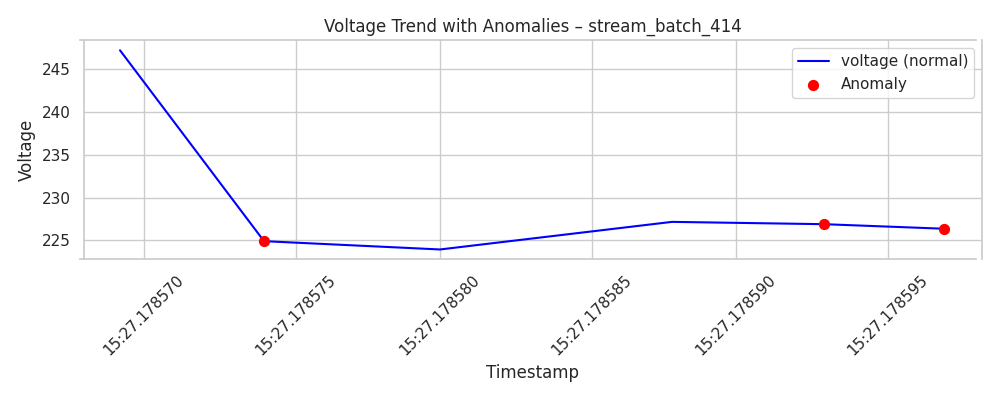 Voltage Trend with Anomalies – stream_batch_414
voltage (normal)
Anomaly
Voltage
245
240
235
230
225
15:27.178570
15:27.178575
15:27.178580
15:27.178585
15:27.178590
15:27.178595
Timestamp